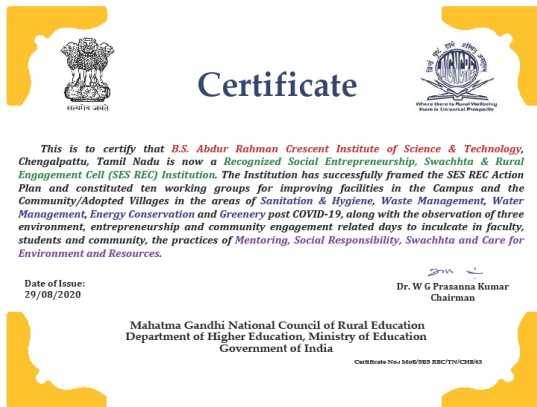 सत्यमेव जयते
Certificate
Where there is Rural Wellbeing
there is Universal Prosperity
This is to certify that B.S. Abdur Rahman Crescent Institute of Science & Technology,
Chengalpattu, Tamil Nadu is now a Recognized Social Entrepreneurship, Swachhta & Rural
Engagement Cell (SES REC) Institution. The Institution has successfully framed the SES REC Action
Plan and constituted ten working groups for improving facilities in the Campus and the
Community/Adopted Villages in the areas of Sanitation & Hygiene, Waste Management, Water
Management, Energy Conservation and Greenery post COVID-19, along with the observation of three
environment, entrepreneurship and community engagement related days to inculcate in faculty,
students and community, the practices of Mentoring, Social Responsibility, Swachhta and Care for
Environment and Resources.
Date of Issue:
29/08/2020
Dr. W G Prasanna Kumar
Chairman
Mahatma Gandhi National Council of Rural Education
Department of Higher Education, Ministry of Education
Government of India
Certificate No.: MoE/SES REC/TN/CHE/63